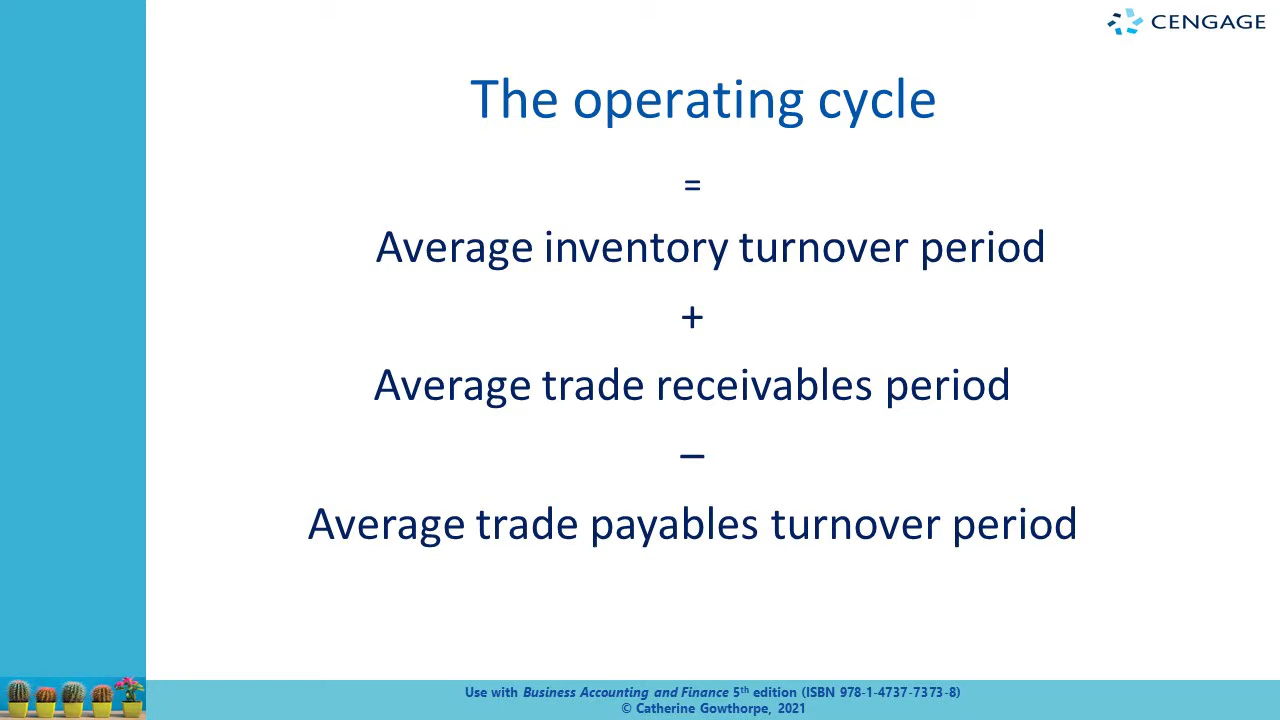 CENGAGE
The operating cycle
=
Average inventory turnover period
+
Average trade receivables period
–
Average trade payables turnover period
Use with Business Accounting and Finance 5th edition (ISBN 978-1-4737-7373-8)
© Catherine Gowthorpe, 2021